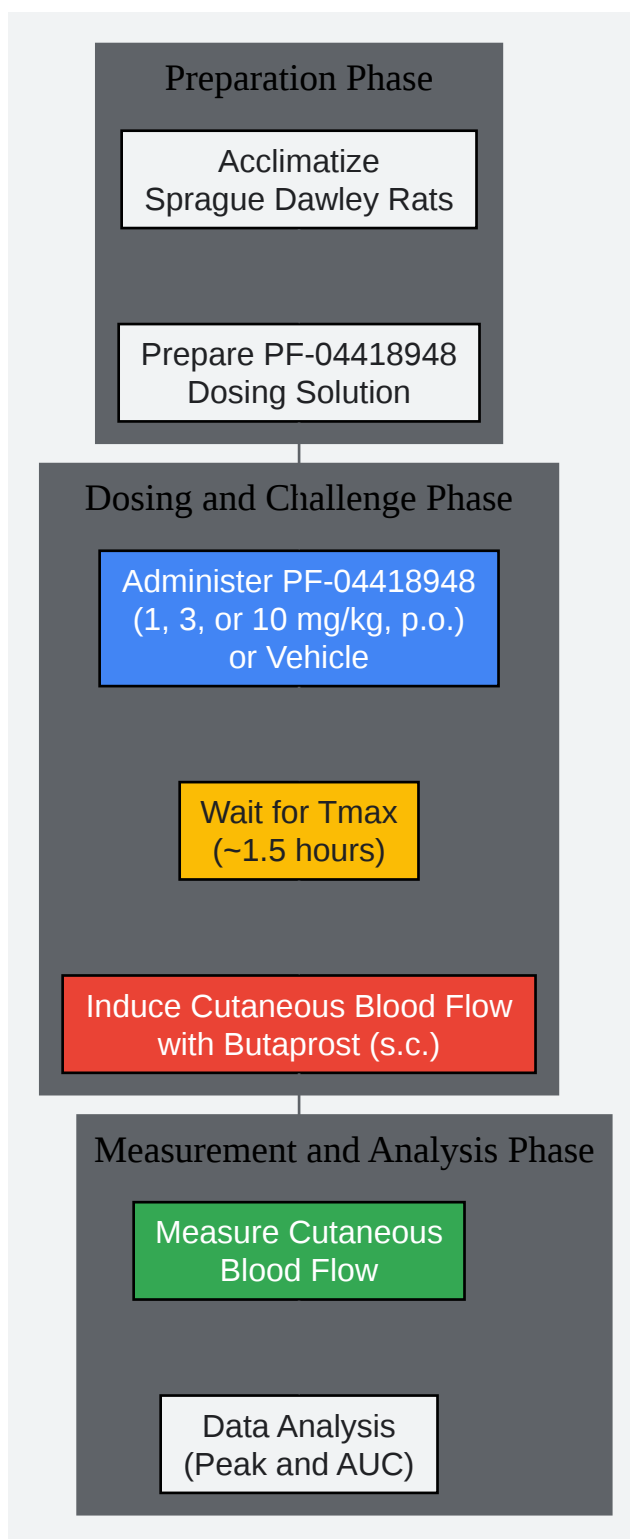 Preparation Phase
Acclimatize
Sprague Dawley Rats
Prepare PF-04418948
Dosing Solution
Dosing and Challenge Phase
Administer PF-04418948
(1, 3, or 10 mg/kg, p.o.)
or Vehicle
Wait for Tmax
(~1.5 hours)
Induce Cutaneous Blood Flow
with Butaprost (s.c.)
Measurement and Analysis Phase
Measure Cutaneous
Blood Flow
Data Analysis
(Peak and AUC)